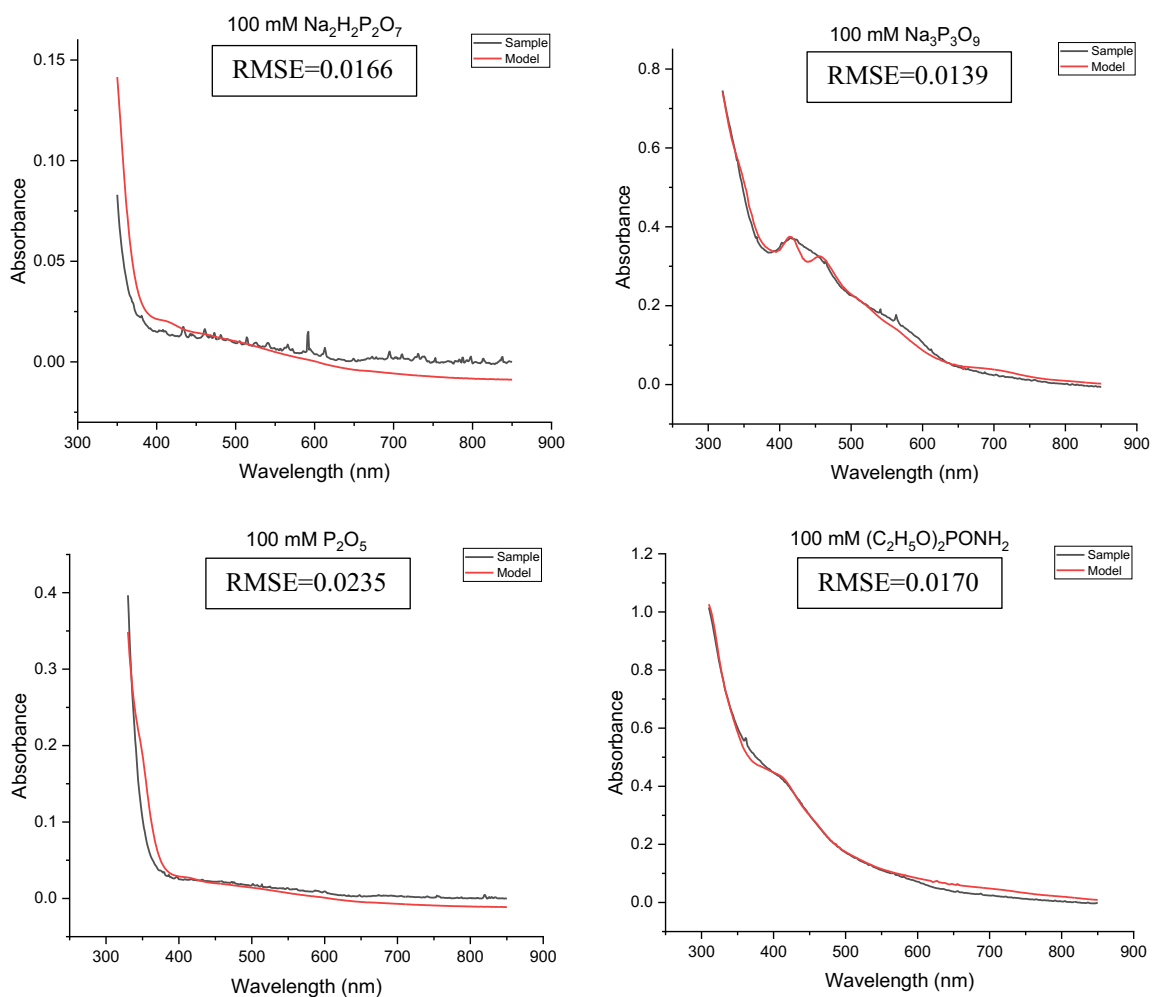 100 mM Na₂H₂P₂O₇
Sample
Model
RMSE=0.0166
0.15
0.10
0.05
0.00
Absorbance
300 400 500 600 700 800 900
Wavelength (nm)
100 mM Na₃P₃O₉
Sample
Model
RMSE=0.0139
0.8
0.6
0.4
0.2
0.0
Absorbance
300 400 500 600 700 800 900
Wavelength (nm)
100 mM P₂O₅
Sample
Model
RMSE=0.0235
0.4
0.3
0.2
0.1
0.0
Absorbance
300 400 500 600 700 800 900
Wavelength (nm)
100 mM (C₂H₅O)₂PONH₂
Sample
Model
RMSE=0.0170
1.2
1.0
0.8
0.6
0.4
0.2
0.0
Absorbance
300 400 500 600 700 800 900
Wavelength (nm)